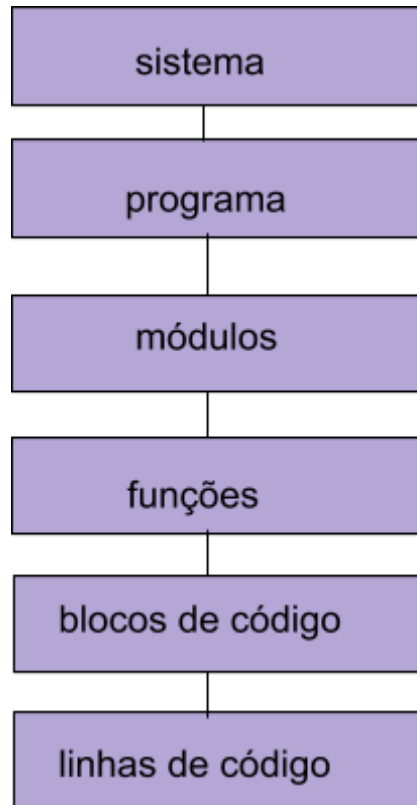 sistema
programa
módulos
funções
blocos de código
linhas de código